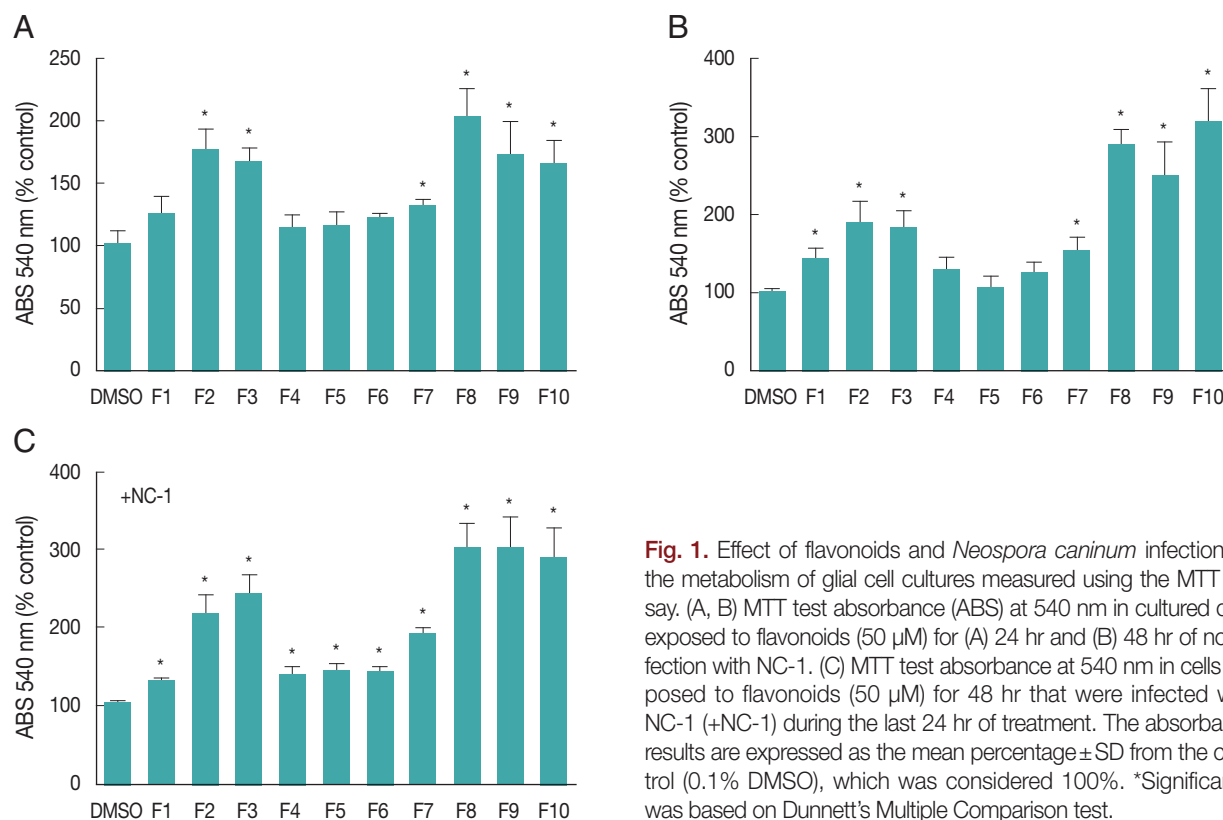 A
250
200
150
100
50
0
ABS 540 nm (% control)
* * * * * *
DMSO F1 F2 F3 F4 F5 F6 F7 F8 F9 F10
B
400
300
200
100
0
ABS 540 nm (% control)
* * * * * * *
DMSO F1 F2 F3 F4 F5 F6 F7 F8 F9 F10
C
400
300
200
100
0
ABS 540 nm (% control)
+NC-1
* * * * * * * * * *
DMSO F1 F2 F3 F4 F5 F6 F7 F8 F9 F10
Fig. 1. Effect of flavonoids and Neospora caninum infection
the metabolism of glial cell cultures measured using the MTT
say. (A, B) MTT test absorbance (ABS) at 540 nm in cultured
exposed to flavonoids (50 μM) for (A) 24 hr and (B) 48 hr of
fection with NC-1. (C) MTT test absorbance at 540 nm in cells
posed to flavonoids (50 μM) for 48 hr that were infected
NC-1 (+NC-1) during the last 24 hr of treatment. The
results are expressed as the mean percentage±SD from the
trol (0.1% DMSO), which was considered 100%.
was based on Dunnett's Multiple Comparison test.